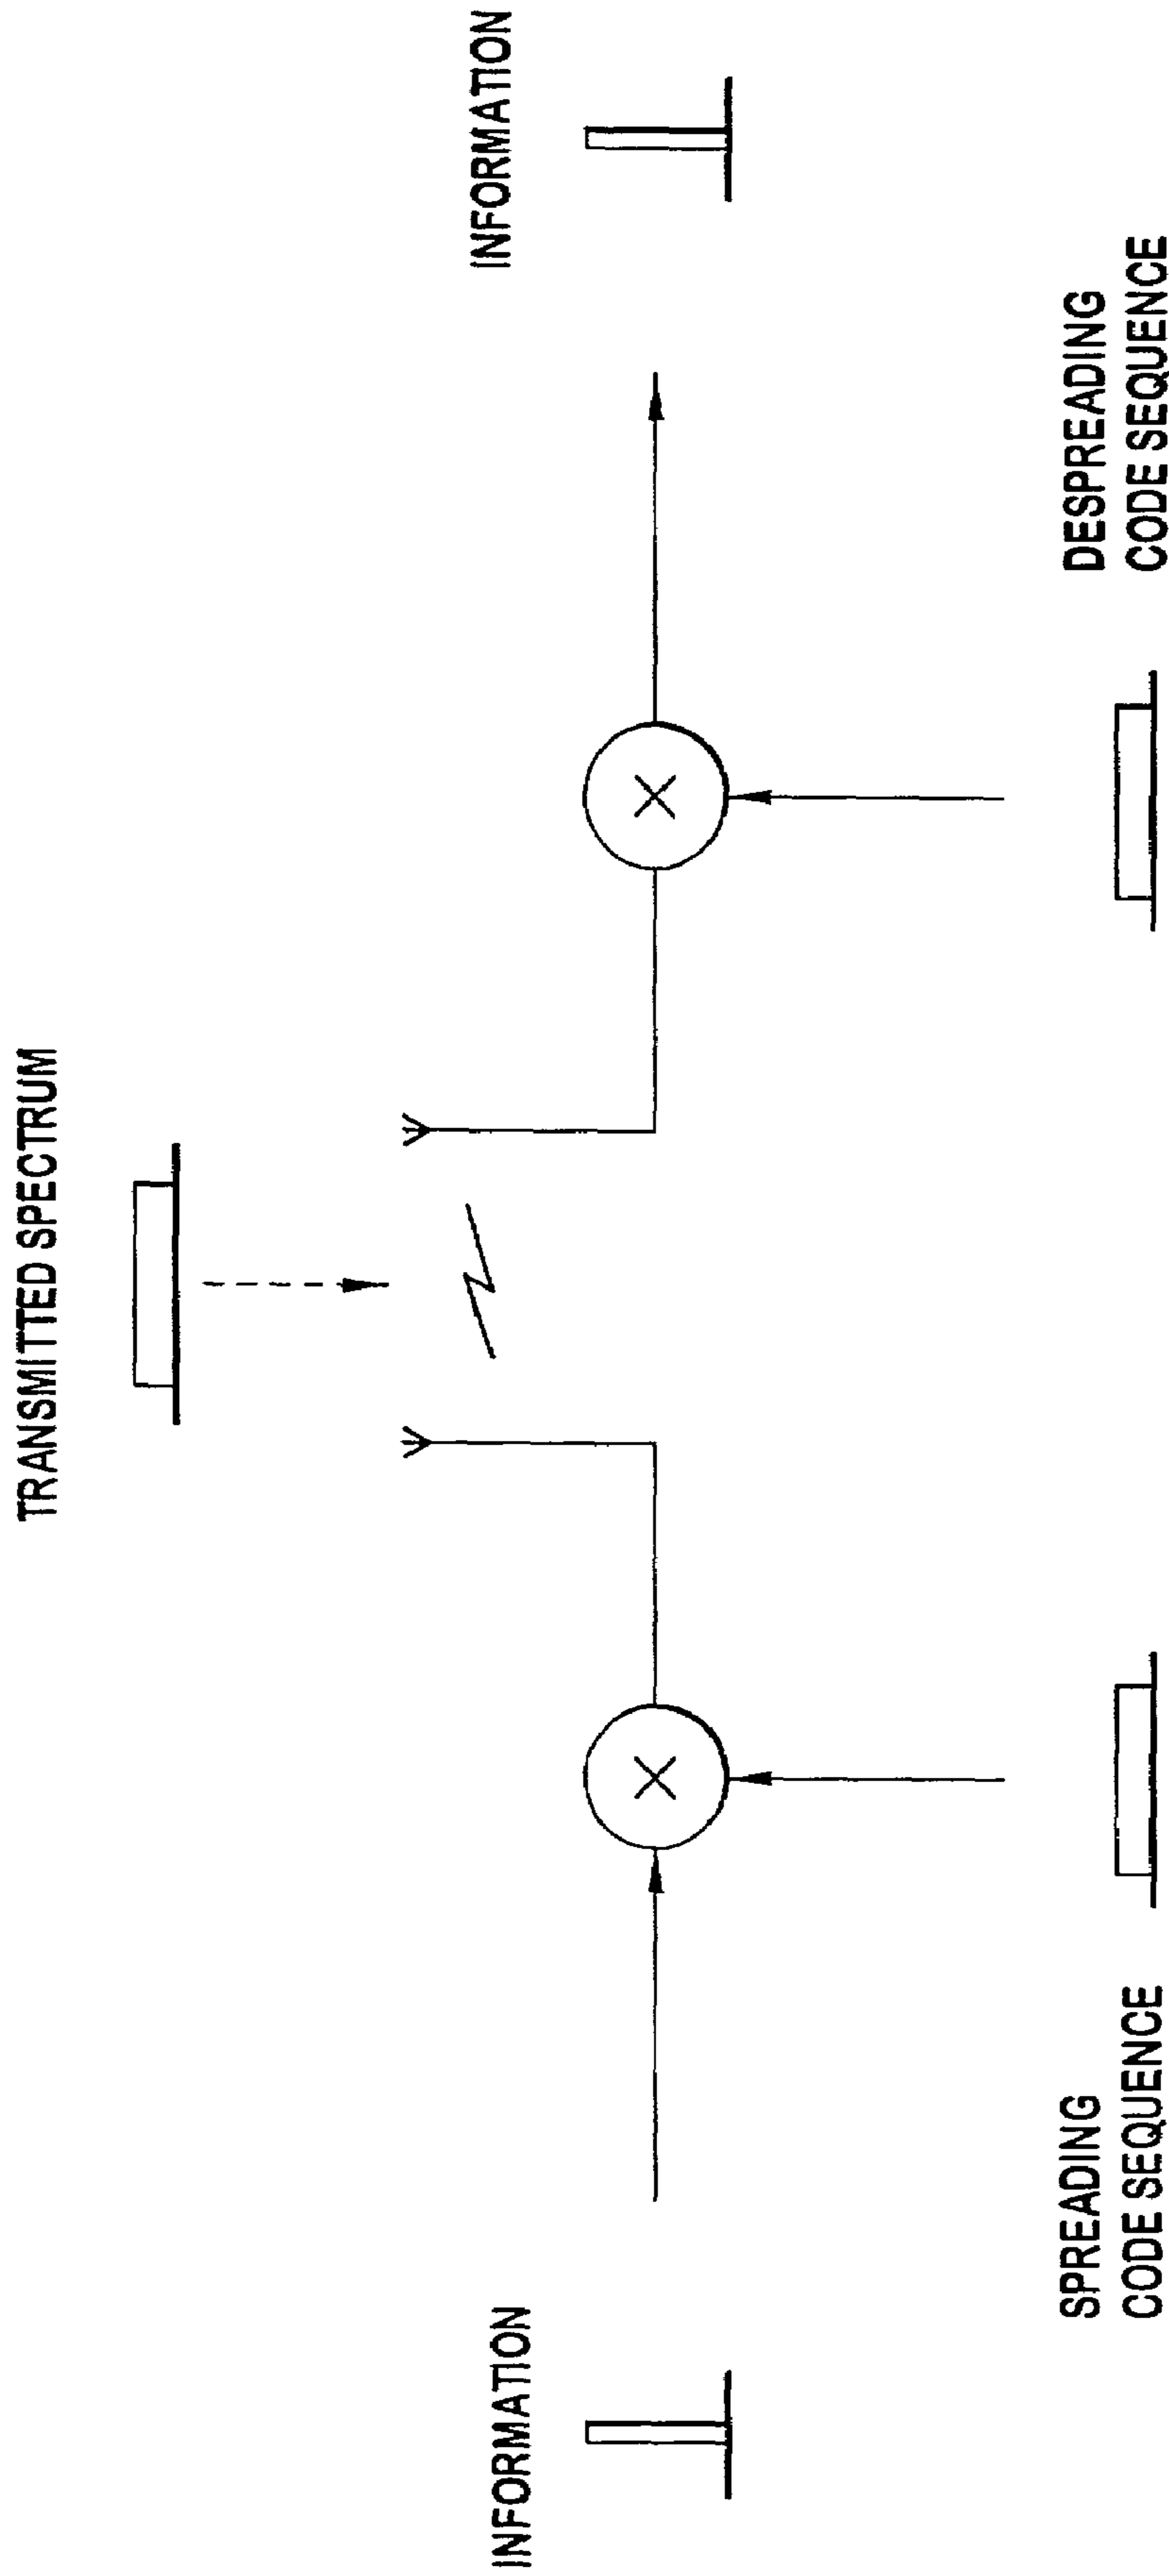 TRANSMITTED SPECTRUM
INFORMATION
INFORMATION
SPREADING
CODE SEQUENCE
DESPREADING
CODE SEQUENCE